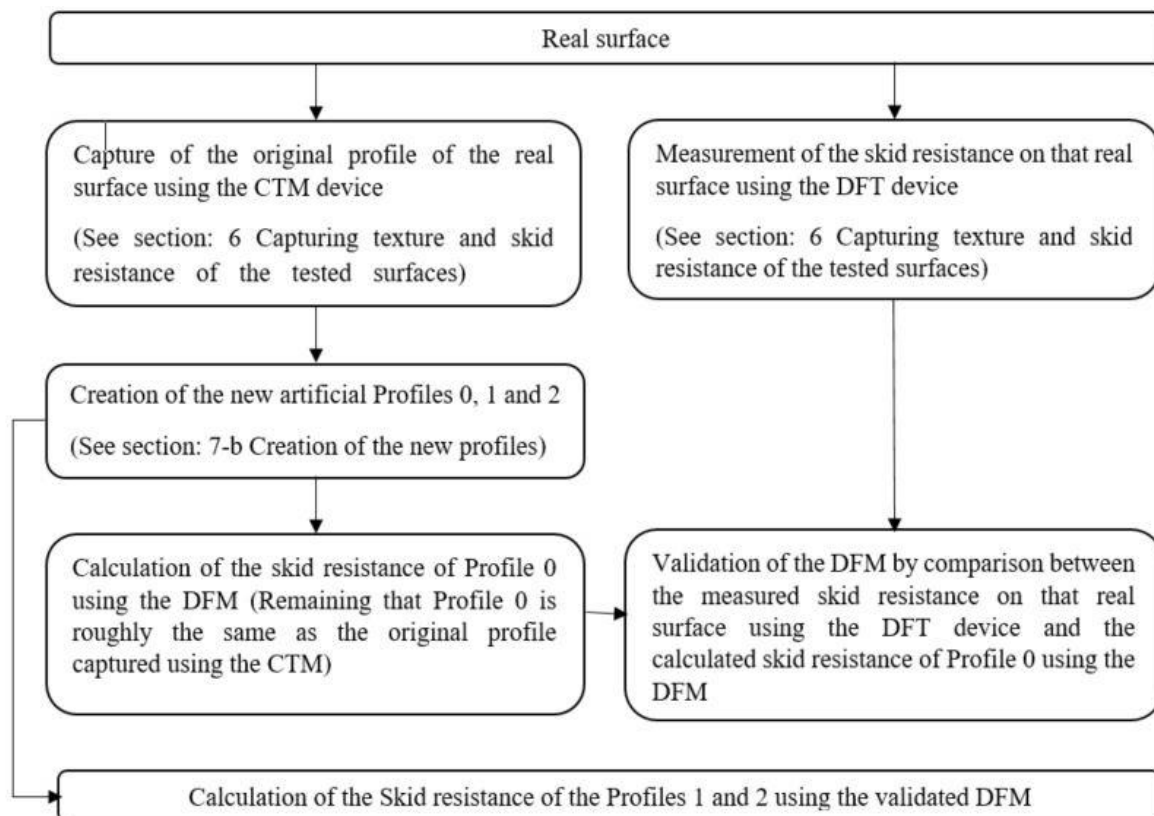 Real surface
Capture of the original profile of the real
surface using the CTM device
(See section: 6 Capturing texture and skid
resistance of the tested surfaces)
Measurement of the skid resistance on that real
surface using the DFT device
(See section: 6 Capturing texture and skid
resistance of the tested surfaces)
Creation of the new artificial Profiles 0, 1 and 2
(See section: 7-b Creation of the new profiles)
Calculation of the skid resistance of Profile 0
using the DFM (Remaining that Profile 0 is
roughly the same as the original profile
captured using the CTM)
Validation of the DFM by comparison between
the measured skid resistance on that real
surface using the DFT device and the
calculated skid resistance of Profile 0 using the
DFM
Calculation of the Skid resistance of the Profiles 1 and 2 using the validated DFM